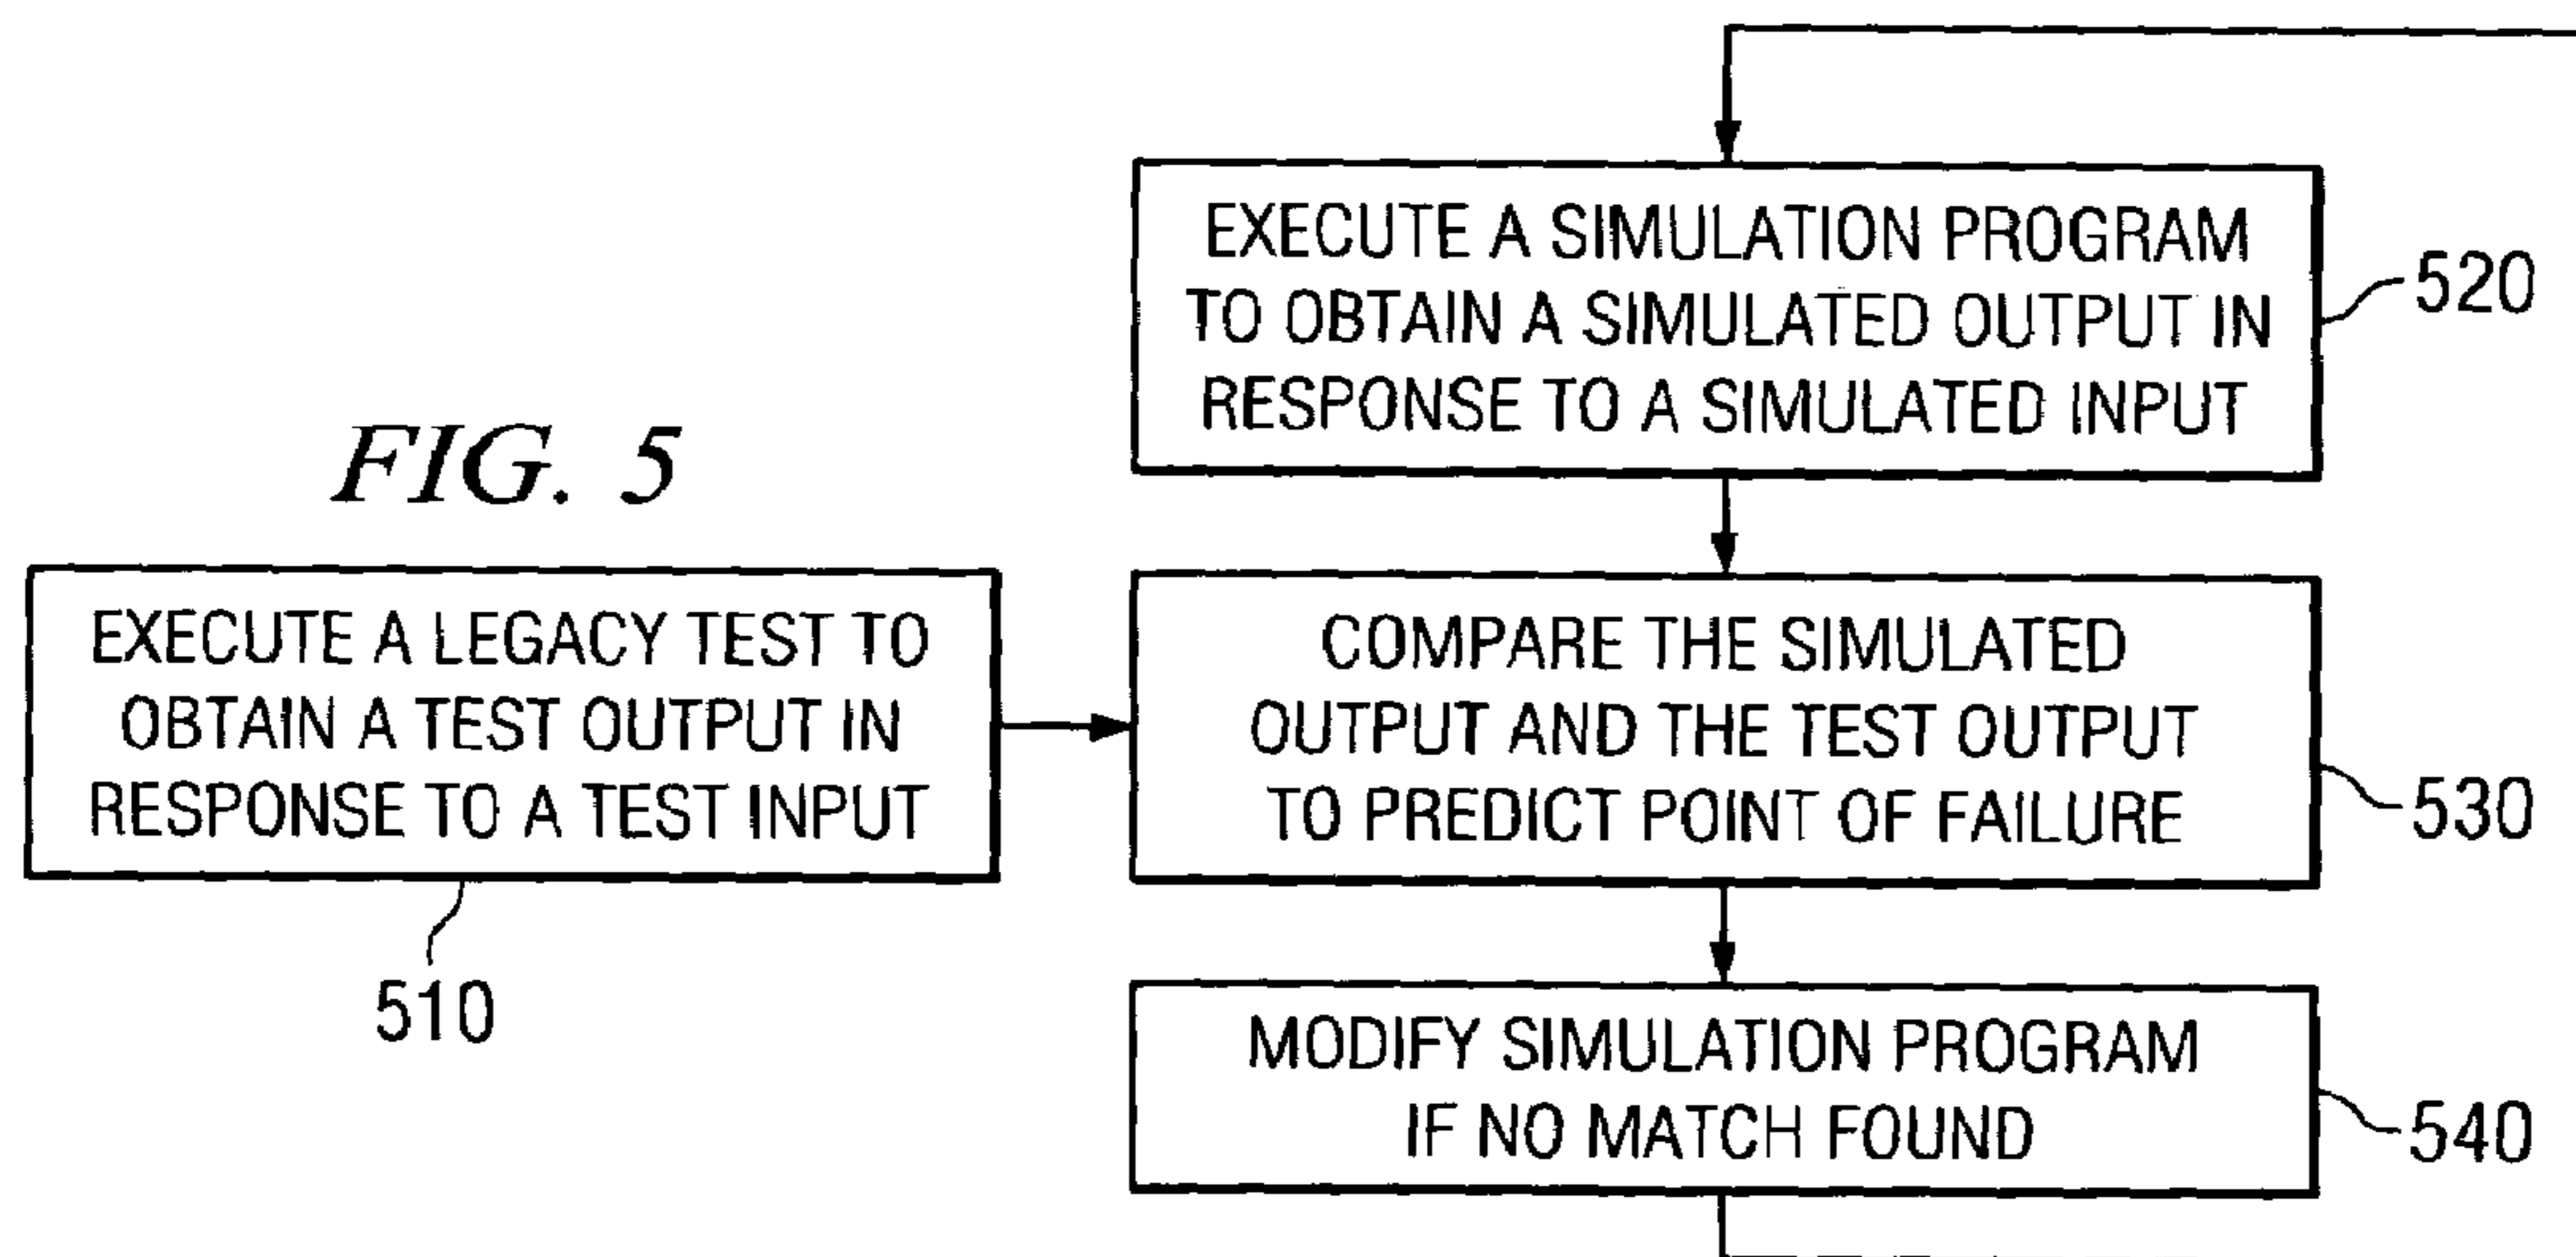 EXECUTE A SIMULATION PROGRAM
TO OBTAIN A SIMULATED OUTPUT IN
RESPONSE TO A SIMULATED INPUT
520
FIG. 5
EXECUTE A LEGACY TEST TO
OBTAIN A TEST OUTPUT IN
RESPONSE TO A TEST INPUT
510
COMPARE THE SIMULATED
OUTPUT AND THE TEST OUTPUT
TO PREDICT POINT OF FAILURE
530
MODIFY SIMULATION PROGRAM
IF NO MATCH FOUND
540